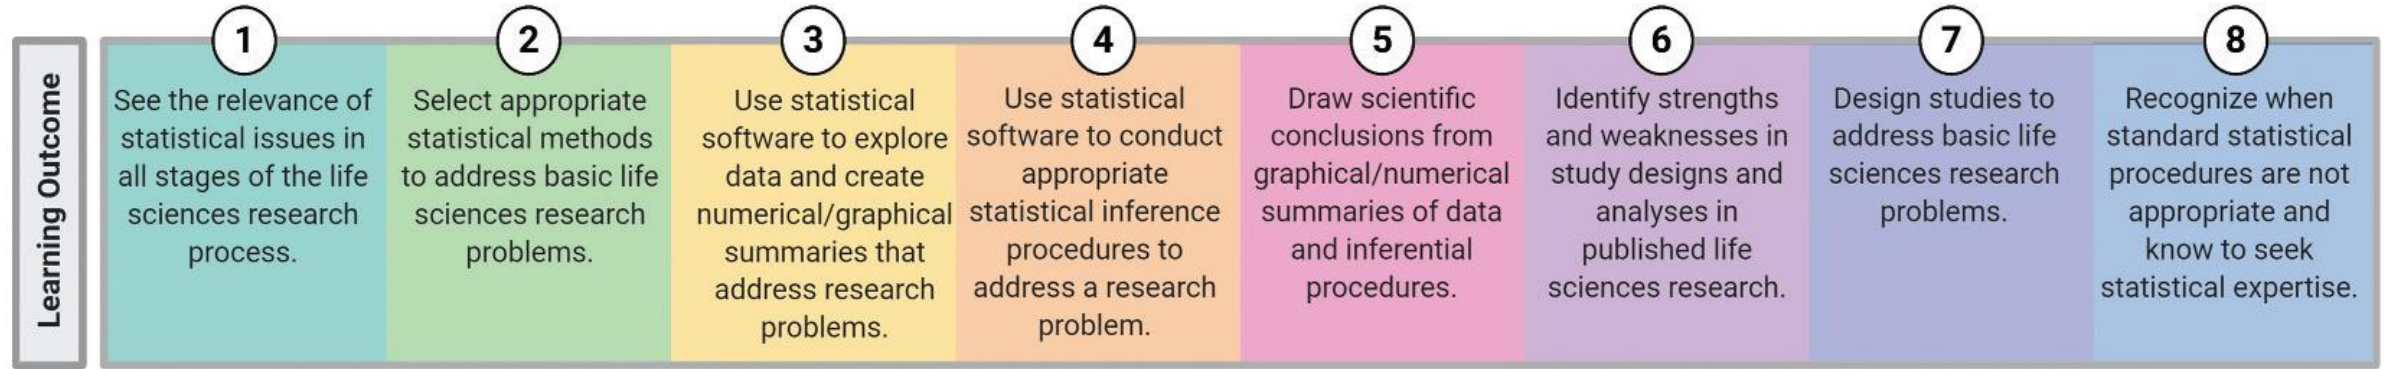 Learning Outcome
1
See the relevance of
statistical issues in
all stages of the life
sciences research
process.
2
Select appropriate
statistical methods
to address basic life
sciences research
problems.
3
Use statistical
software to explore
data and create
numerical/graphical
summaries that
address research
problems.
4
Use statistical
software to conduct
appropriate
statistical inference
procedures to
address a research
problem.
5
Draw scientific
conclusions from
graphical/numerical
summaries of data
and inferential
procedures.
6
Identify strengths
and weaknesses in
study designs and
analyses in
published life
sciences research.
7
Design studies to
address basic life
sciences research
problems.
8
Recognize when
standard statistical
procedures are not
appropriate and
know to seek
statistical expertise.